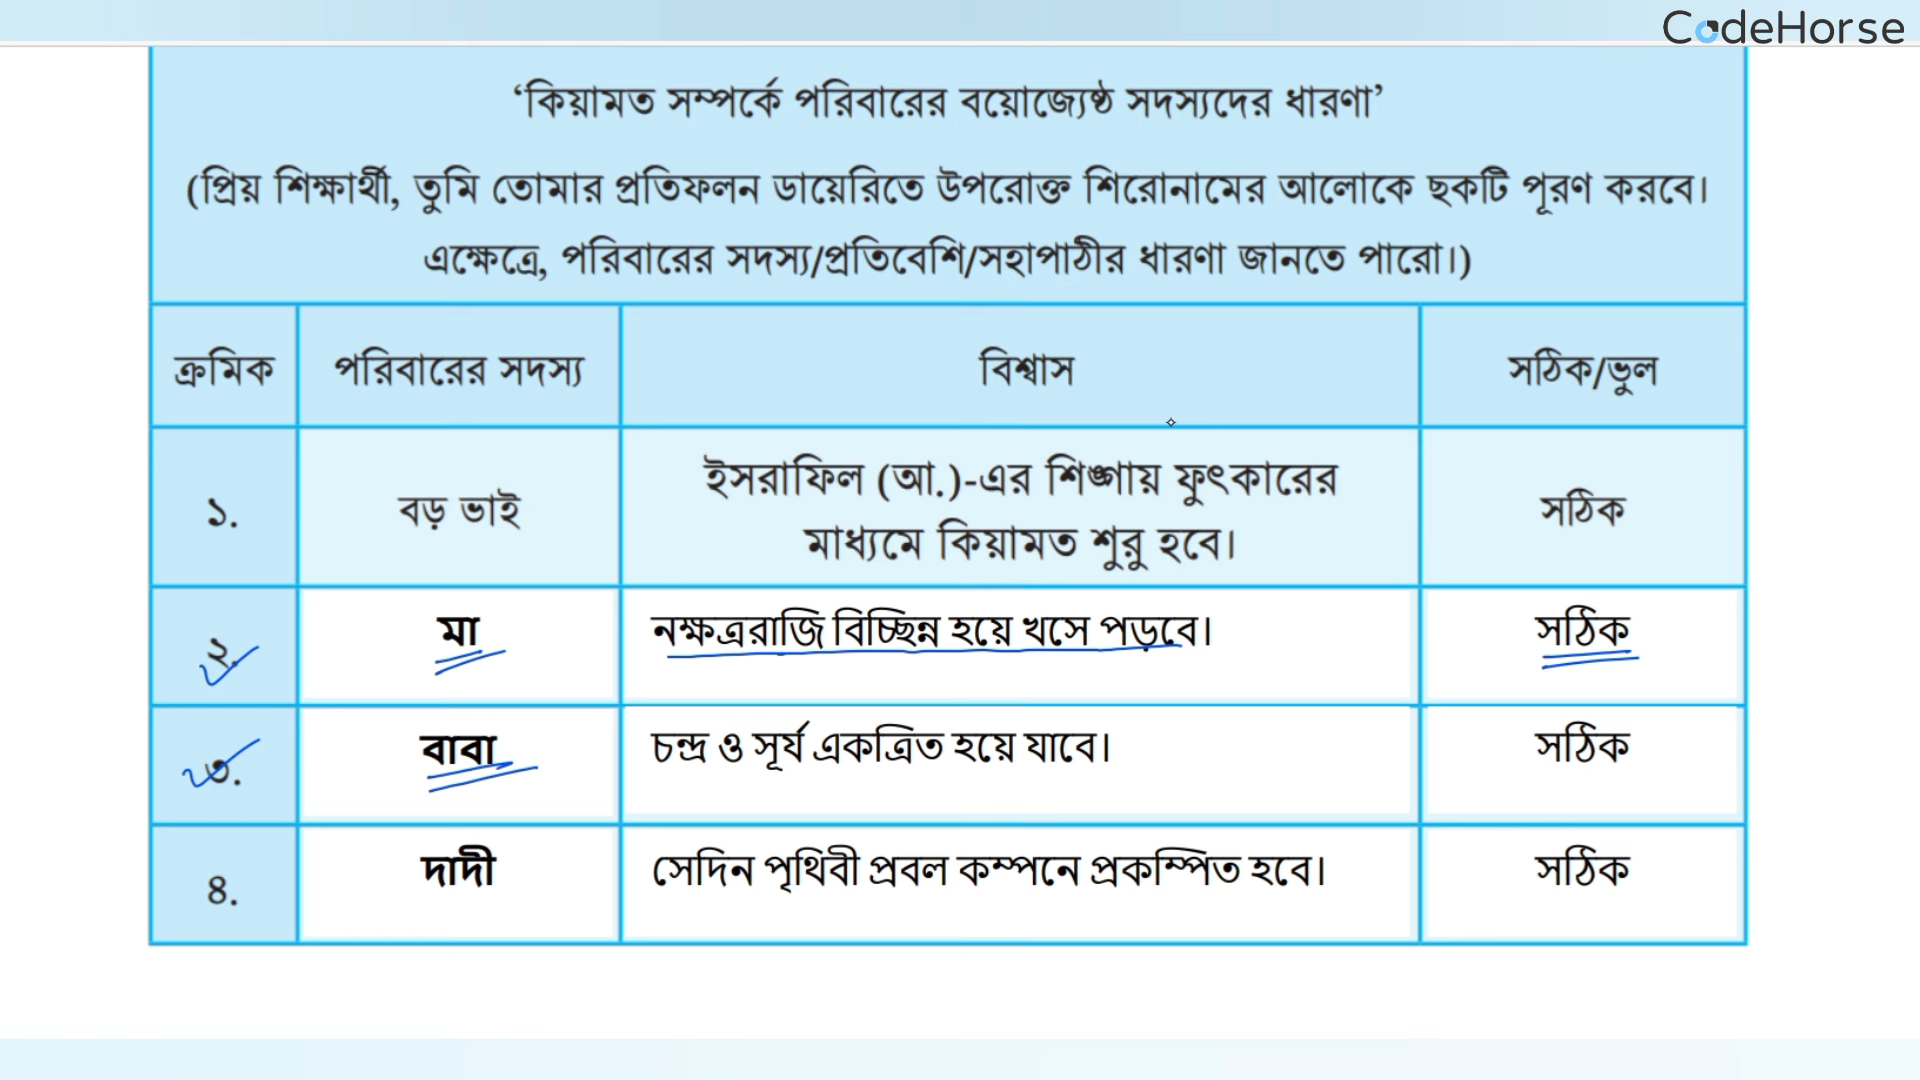 CodeHorse
‘কিয়ামত সম্পর্কে পরিবারের বয়োজ্যেষ্ঠ সদস্যদের ধারণা’
(প্রিয় শিক্ষার্থী, তুমি তোমার প্রতিফলন ডায়েরিতে উপরোক্ত শিরোনামের আলোকে ছকটি পূরণ করবে।
এক্ষেত্রে, পরিবারের সদস্য/প্রতিবেশি/সহাপাঠীর ধারণা জানতে পারো।)
ক্রমিক পরিবারের সদস্য বিশ্বাস সঠিক/ভুল
১. বড় ভাই ইসরাফিল (আ.)-এর শিঙ্গায় ফুৎকারের
মাধ্যমে কিয়ামত শুরু হবে। সঠিক
২. মা নক্ষত্ররাজি বিচ্ছিন্ন হয়ে খসে পড়বে। সঠিক
৩. বাবা চন্দ্র ও সূর্য একত্রিত হয়ে যাবে। সঠিক
৪. দাদী সেদিন পৃথিবী প্রবল কম্পনে প্রকম্পিত হবে। সঠিক